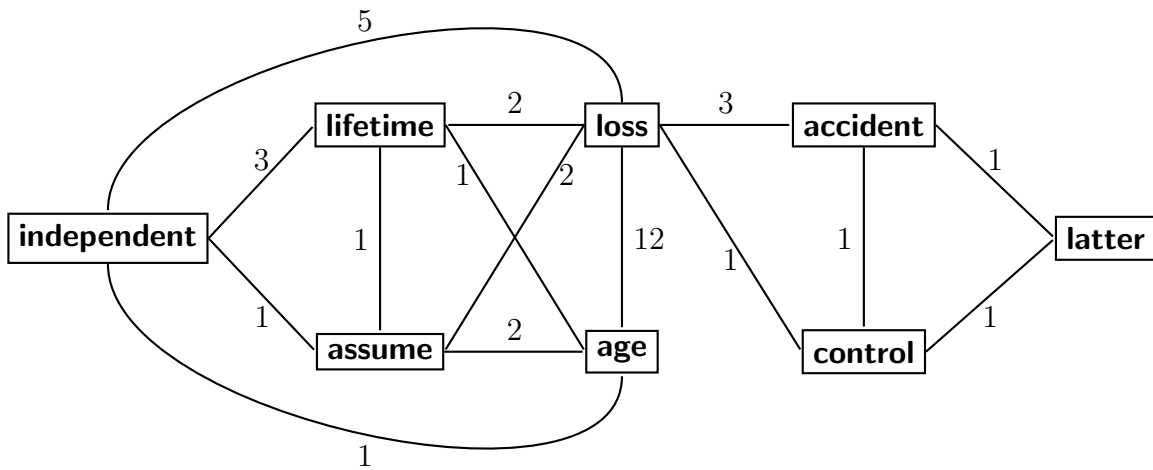 5
2
3
lifetime
loss
accident
3
1
2
1
independent
1
12
1
1
latter
1
2
1
assume
age
control
1